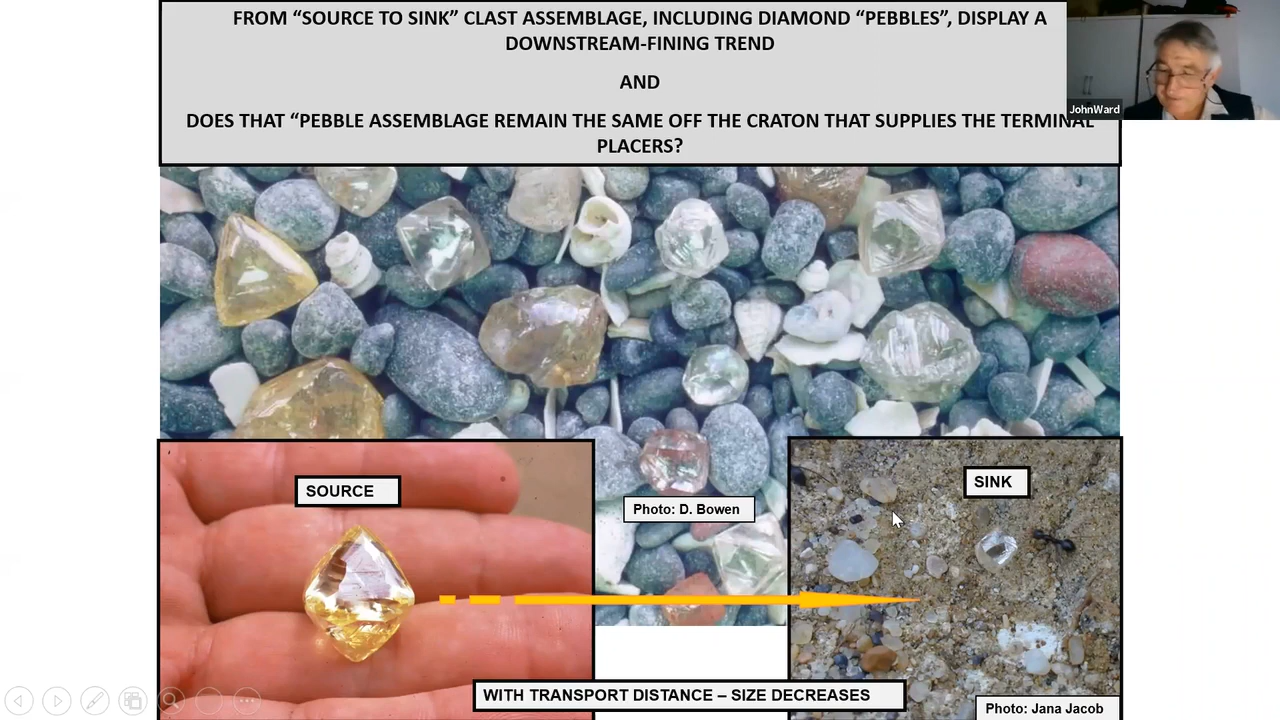 FROM “SOURCE TO SINK” CLAST ASSEMBLAGE, INCLUDING DIAMOND “PEBBLES”, DISPLAY A
DOWNSTREAM-FINING TREND
AND
DOES THAT “PEBBLE ASSEMBLAGE REMAIN THE SAME OFF THE CRATON THAT SUPPLIES THE TERMINAL
PLACERS?
JohnWard
SOURCE
SINK
Photo: D. Bowen
WITH TRANSPORT DISTANCE – SIZE DECREASES
Photo: Jana Jacob